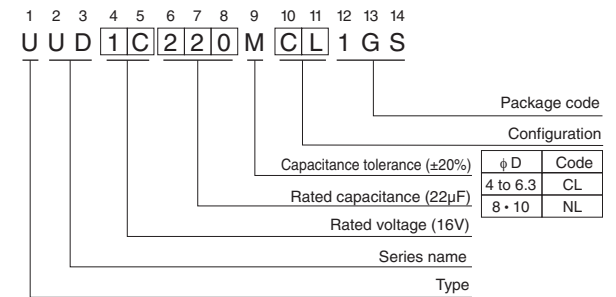 1 2 3 4 5 6 7 8 9 10 11 12 13 14
U U D 1 C 2 2 0 M C L 1 G S
Package code
Configuration
Capacitance tolerance (±20%)
Rated capacitance (22µF)
Rated voltage (16V)
Series name
Type
ϕ D Code
4 to 6.3 CL
8 • 10 NL